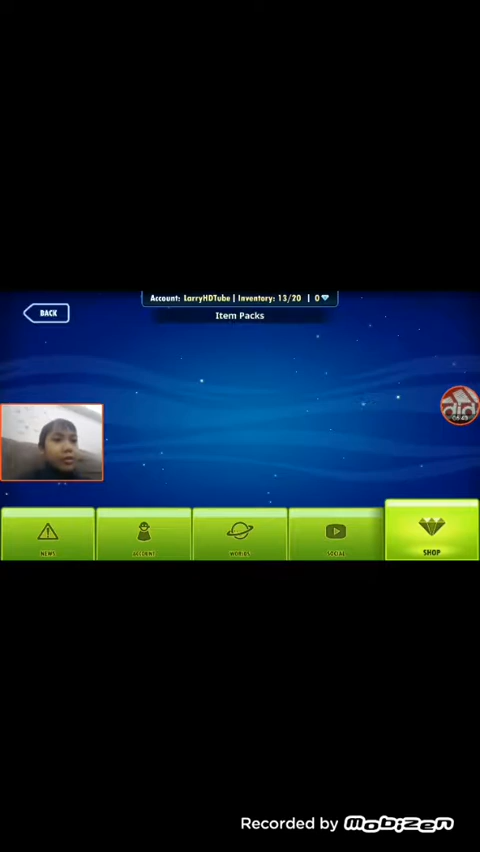 Account: LarryHDTube | Inventory: 13/20 | 0
BACK
Item Packs
NEWS
ACCOUNT
WORLDS
SOCIAL
SHOP
Recorded by mobizen